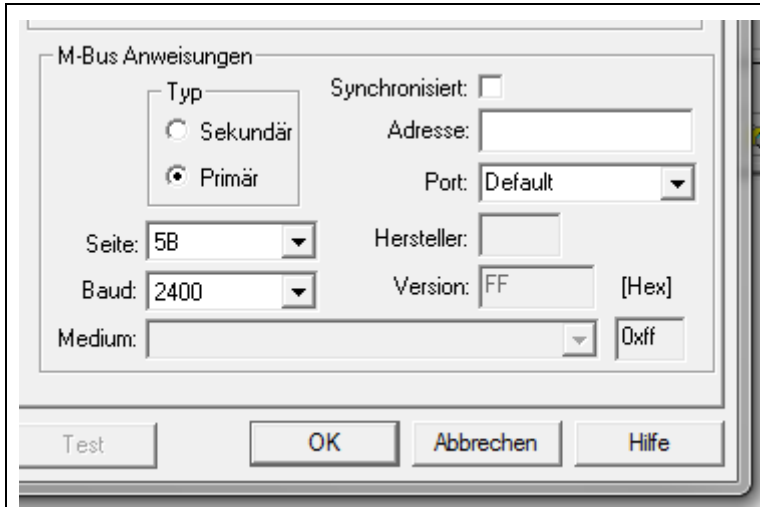 M-Bus Anweisungen
Typ
Synchronisiert:
Sekundär
Adresse:
Primär
Port: Default
Seite: 5B
Hersteller:
Baud: 2400
Version: FF [Hex]
Medium: 0xff
Test OK Abbrechen Hilfe